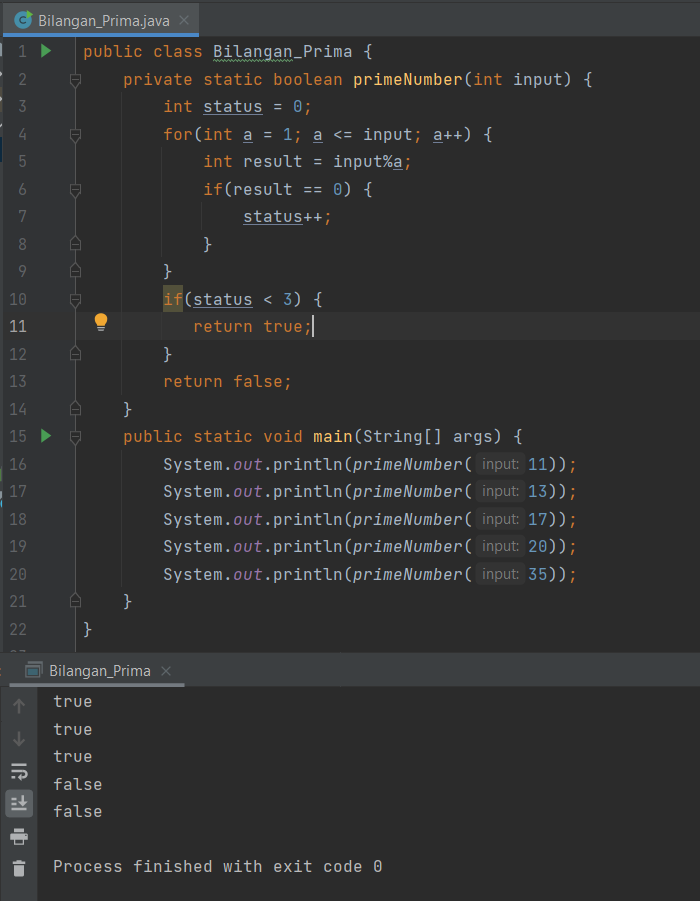 Bilangan_Prima.java
1 public class Bilangan_Prima {
2 private static boolean primeNumber(int input) {
3 int status = 0;
4 for(int a = 1; a <= input; a++) {
5 int result = input%a;
6 if(result == 0) {
7 status++;
8 }
9 }
10 if(status < 3) {
11 return true;
12 }
13 return false;
14 }
15 public static void main(String[] args) {
16 System.out.println(primeNumber( input: 11));
17 System.out.println(primeNumber( input: 13));
18 System.out.println(primeNumber( input: 17));
19 System.out.println(primeNumber( input: 20));
20 System.out.println(primeNumber( input: 35));
21 }
22 }
Bilangan_Prima
true
true
true
false
false
Process finished with exit code 0